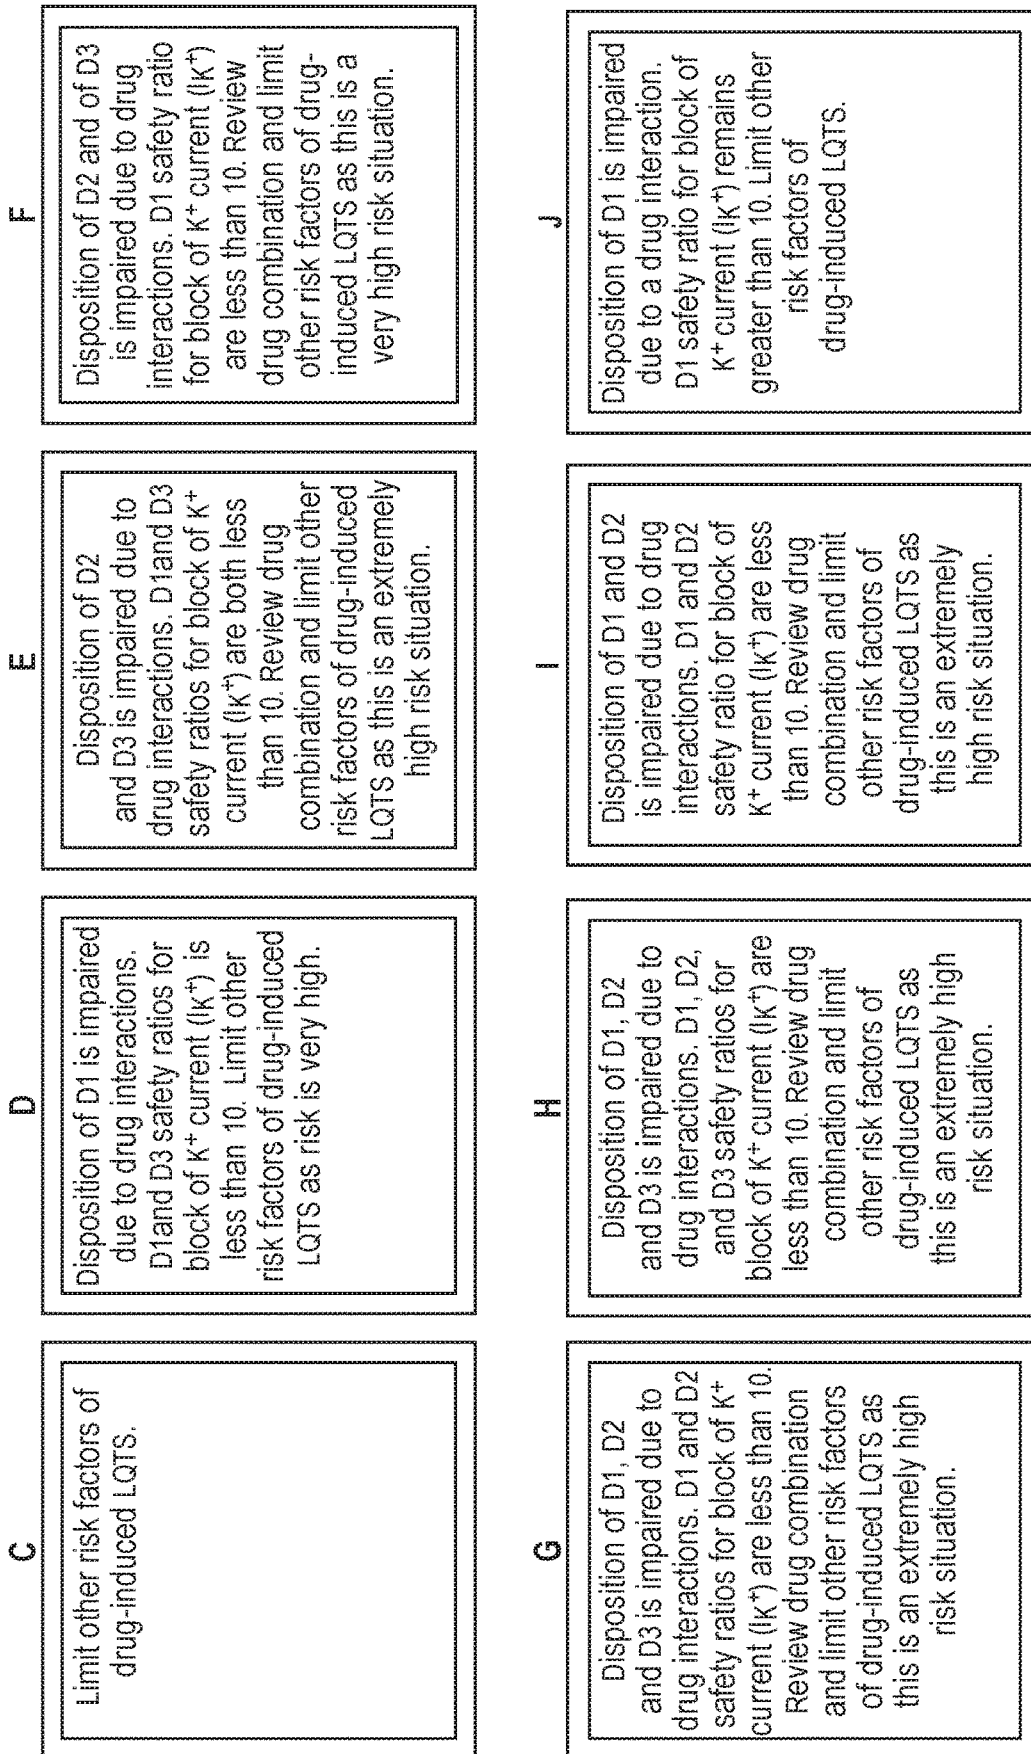 C
Limit other risk factors of
drug-induced LQTS.
D
Disposition of D1 is impaired
due to drug interactions.
D1and D3 safety ratios for
block of K+ current (IK+) is
less than 10. Limit other
risk factors of drug-induced
LQTS as risk is very high.
E
Disposition of D2
and D3 is impaired due to
drug interactions. D1and D3
safety ratios for block of K+
current (IK+) are both less
than 10. Review drug
combination and limit other
risk factors of drug-induced
LQTS as this is an extremely
high risk situation.
F
Disposition of D2 and of D3
is impaired due to drug
interactions. D1 safety ratio
for block of K+ current (IK+)
are less than 10. Review
drug combination and limit
other risk factors of drug-
induced LQTS as this is a
very high risk situation.
G
Disposition of D1, D2
and D3 is impaired due to
drug interactions. D1 and D2
safety ratios for block of K+
current (IK+) are less than 10.
Review drug combination
and limit other risk factors
of drug-induced LQTS as
this is an extremely high
risk situation.
H
Disposition of D1, D2
and D3 is impaired due to
drug interactions. D1, D2,
and D3 safety ratios for
block of K+ current (IK+) are
less than 10. Review drug
combination and limit
other risk factors of
drug-induced LQTS as
this is an extremely high
risk situation.
I
Disposition of D1 and D2
is impaired due to drug
interactions. D1 and D2
safety ratio for block of
K+ current (IK+) are less
than 10. Review drug
combination and limit
other risk factors of
drug-induced LQTS as
this is an extremely
high risk situation.
J
Disposition of D1 is impaired
due to a drug interaction.
D1 safety ratio for block of
K+ current (IK+) remains
greater than 10. Limit other
risk factors of
drug-induced LQTS.